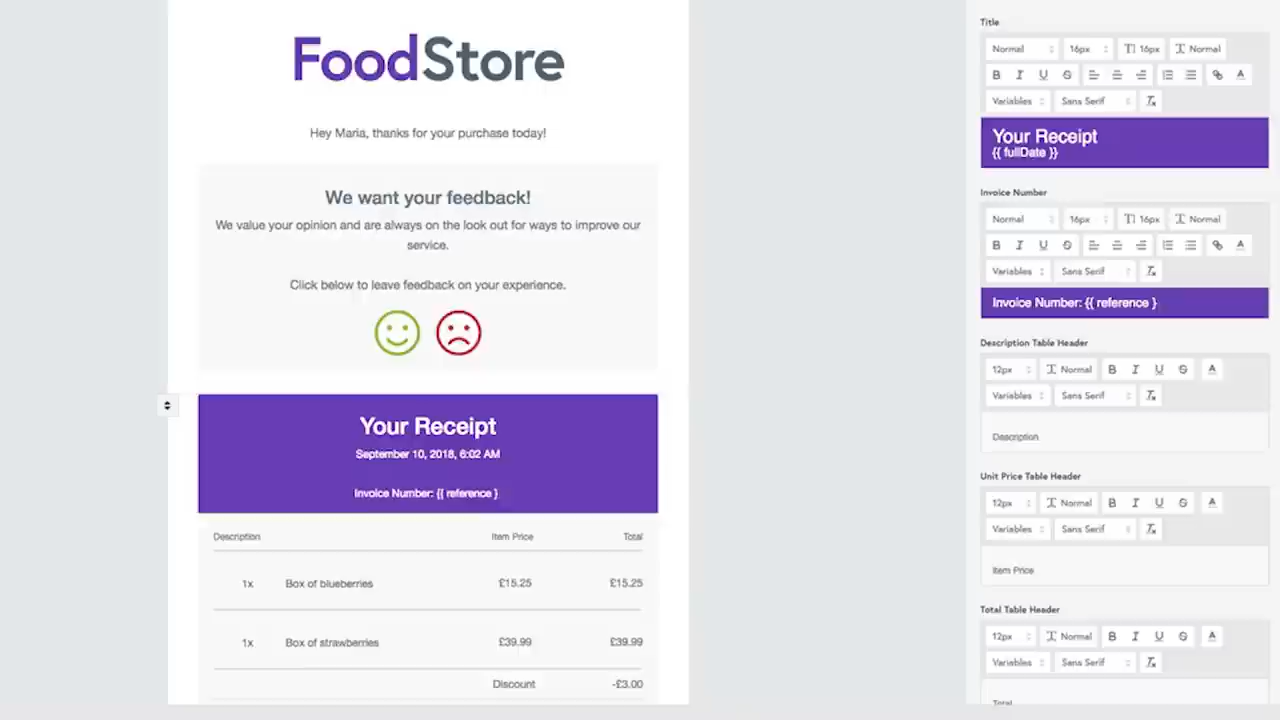 FoodStore
Hey Maria, thanks for your purchase today!
We want your feedback!
We value your opinion and are always on the look out for ways to improve our
service.
Click below to leave feedback on your experience.
Your Receipt
September 10, 2018, 6:02 AM
Invoice Number: {{ reference }
Description Item Price Total
1x Box of blueberries £15.25 £15.25
1x Box of strawberries £39.99 £39.99
Discount -£3.00
Title
Normal 16px 16px Normal
B I U S A
Variables Sans Serif
Your Receipt
{{ fullDate }}
Invoice Number
Normal 16px 16px Normal
B I U S A
Variables Sans Serif
Invoice Number: {{ reference }
Description Table Header
12px Normal B I U S A
Variables Sans Serif
Description
Unit Price Table Header
12px Normal B I U S A
Variables Sans Serif
Item Price
Total Table Header
12px Normal B I U S A
Variables Sans Serif
Total